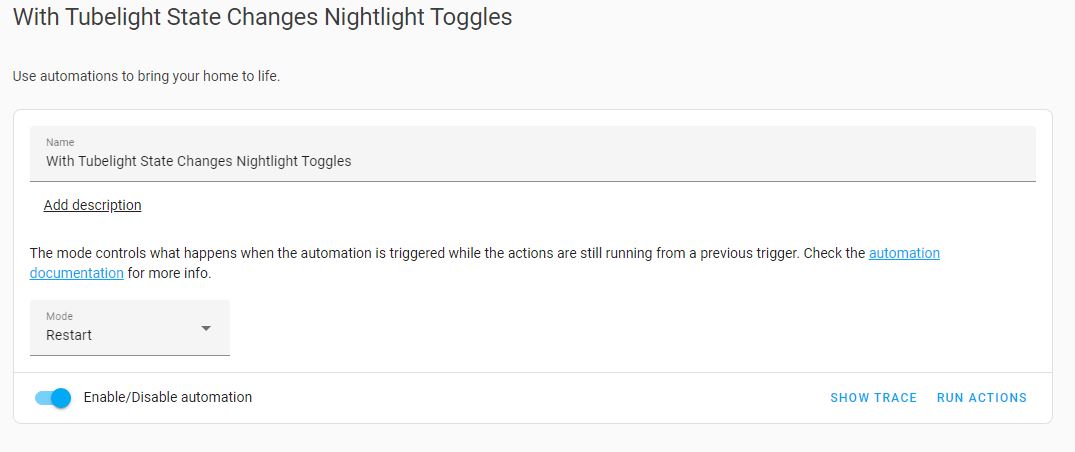 With Tubelight State Changes Nightlight Toggles
Use automations to bring your home to life.
Name
With Tubelight State Changes Nightlight Toggles
Add description
The mode controls what happens when the automation is triggered while the actions are still running from a previous trigger. Check the automation
documentation for more info.
Mode
Restart
Enable/Disable automation
SHOW TRACE
RUN ACTIONS